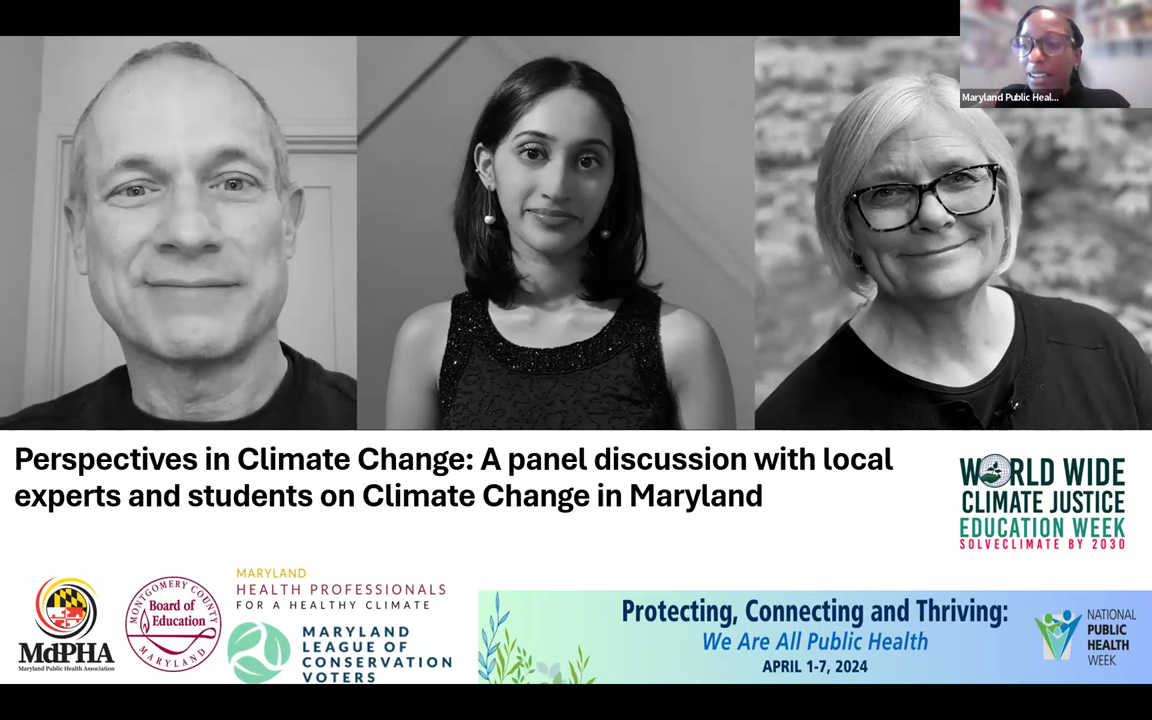 Maryland Public Heal...
Perspectives in Climate Change: A panel discussion with local
experts and students on Climate Change in Maryland
WORLD WIDE
CLIMATE JUSTICE
EDUCATION WEEK
SOLVECLIMATE BY 2030
MdPHA
Maryland Public Health Association
MONTGOMERY COUNTY
Board of
Education
MARYLAND
MARYLAND
HEALTH PROFESSIONALS
FOR A HEALTHY CLIMATE
MARYLAND
LEAGUE OF
CONSERVATION
VOTERS
Protecting, Connecting and Thriving:
We Are All Public Health
APRIL 1-7, 2024
NATIONAL
PUBLIC
HEALTH
WEEK